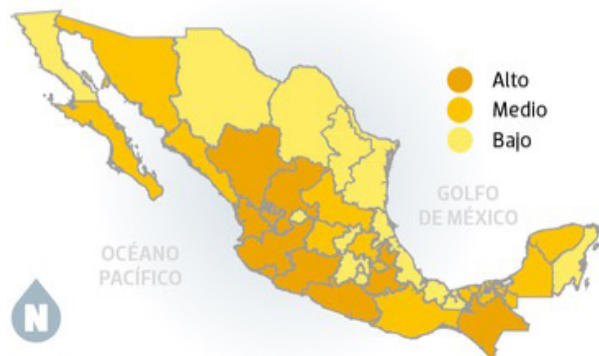 Alto
Medio
Bajo
GOLFO
DE MÉXICO
OCÉANO
PACÍFICO
N